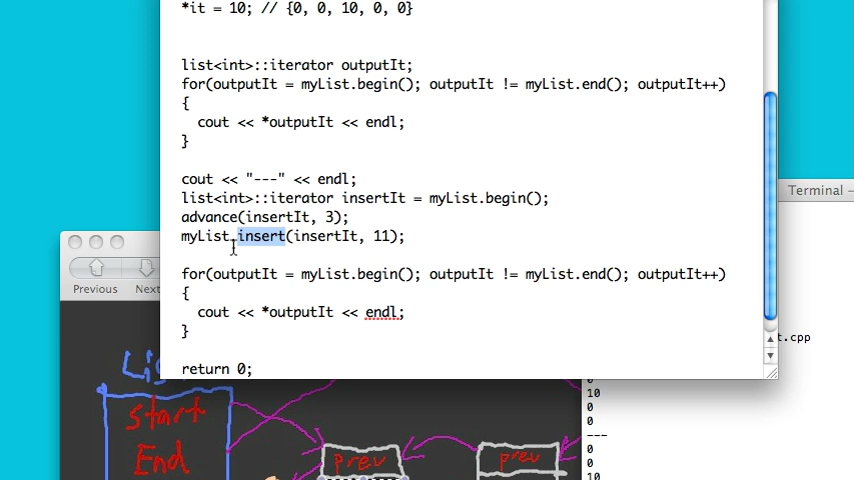 *it = 10; // {0, 0, 10, 0, 0}
list<int>::iterator outputIt;
for(outputIt = myList.begin(); outputIt != myList.end(); outputIt++)
{
cout << *outputIt << endl;
}
cout << "---" << endl;
list<int>::iterator insertIt = myList.begin();
advance(insertIt, 3);
myList.insert(insertIt, 11);
for(outputIt = myList.begin(); outputIt != myList.end(); outputIt++)
{
cout << *outputIt << endl;
}
return 0;
Terminal —
t.cpp
Previous
Next
0
10
0
0
---
0
0
10
Start
End
prev
prev